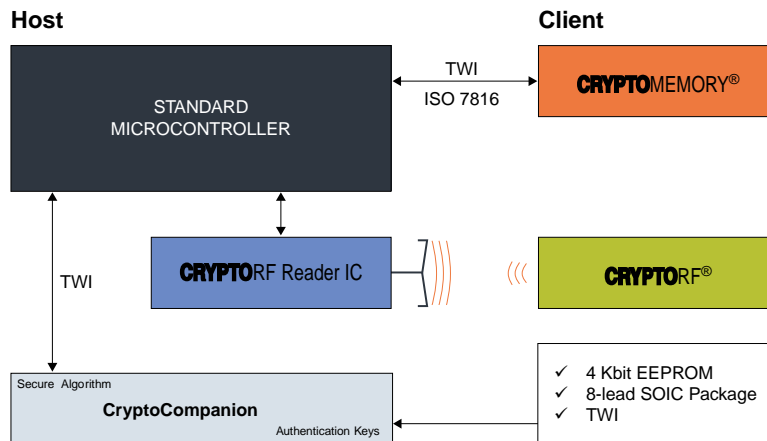 Host
Client
STANDARD
MICROCONTROLLER
TWI
ISO 7816
CRYPTOMEMORY®
CRYPTORF Reader IC
CRYPTORF®
TWI
Secure Algorithm
CryptoCompanion
Authentication Keys
✓ 4 Kbit EEPROM
✓ 8-lead SOIC Package
✓ TWI